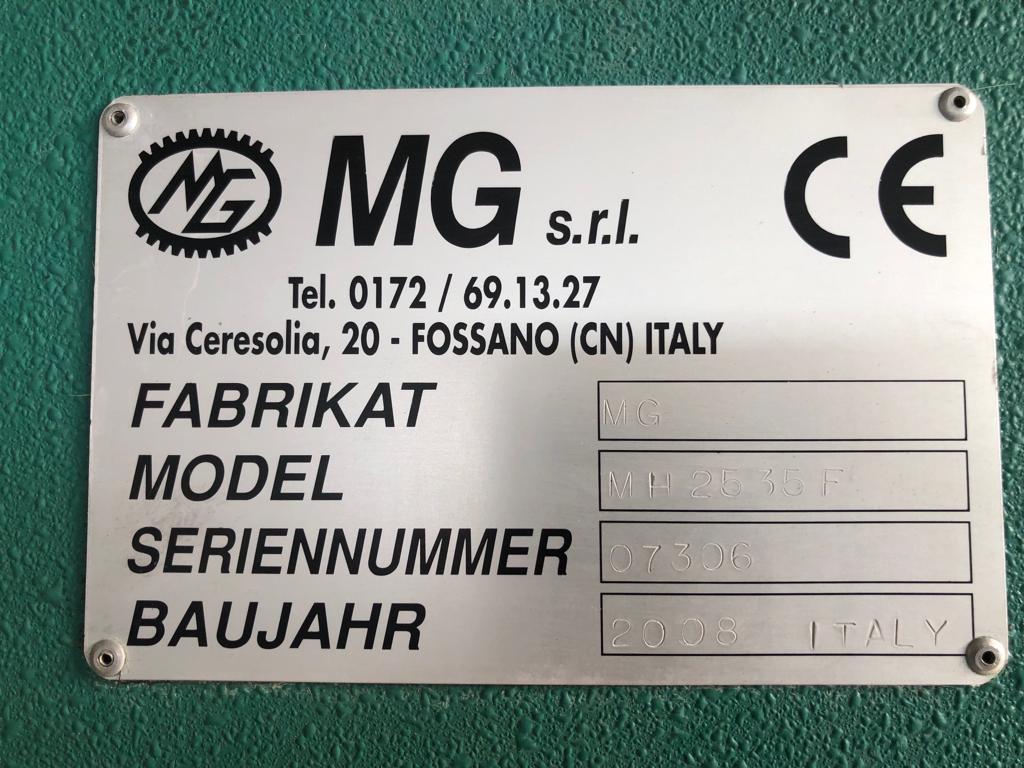 MG MG s.r.l. CE
Tel. 0172 / 69.13.27
Via Ceresolia, 20 - FOSSANO (CN) ITALY
FABRIKAT MG
MODEL MH 2535 F
SERIENNUMMER 07306
BAUJAHR 2008 ITALY